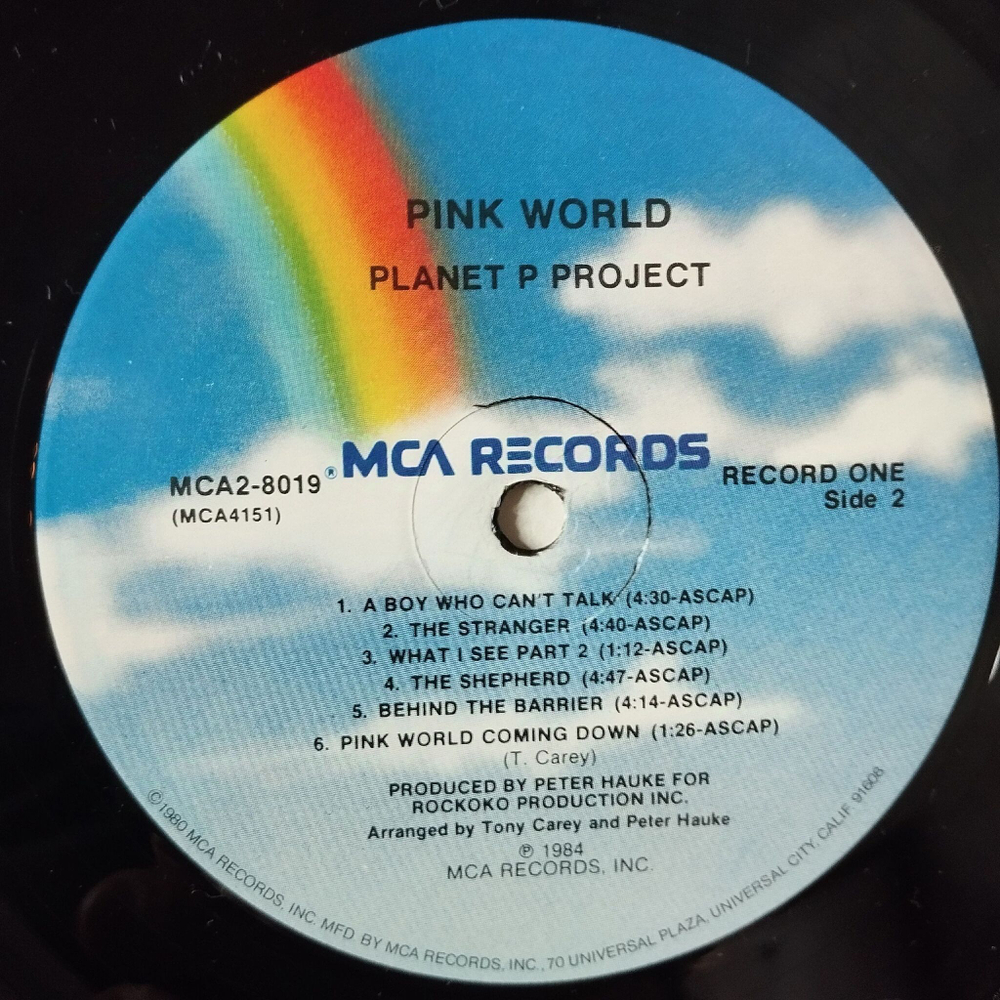 PINK WORLD
PLANET P PROJECT
® MCA RECORDS
MCA2-8019
(MCA4151)
RECORD ONE
Side 2
1. A BOY WHO CAN'T TALK (4:30-ASCAP)
2. THE STRANGER (4:40-ASCAP)
3. WHAT I SEE PART 2 (1:12-ASCAP)
4. THE SHEPHERD (4:47-ASCAP)
5. BEHIND THE BARRIER (4:14-ASCAP)
6. PINK WORLD COMING DOWN (1:26-ASCAP)
(T. Carey)
PRODUCED BY PETER HAUKE FOR
ROCKOKO PRODUCTION INC.
Arranged by Tony Carey and Peter Hauke
℗ 1984
MCA RECORDS, INC.
©1980 MCA RECORDS, INC. MFD. BY MCA RECORDS, INC., 70 UNIVERSAL PLAZA, UNIVERSAL CITY, CALIF. 91608